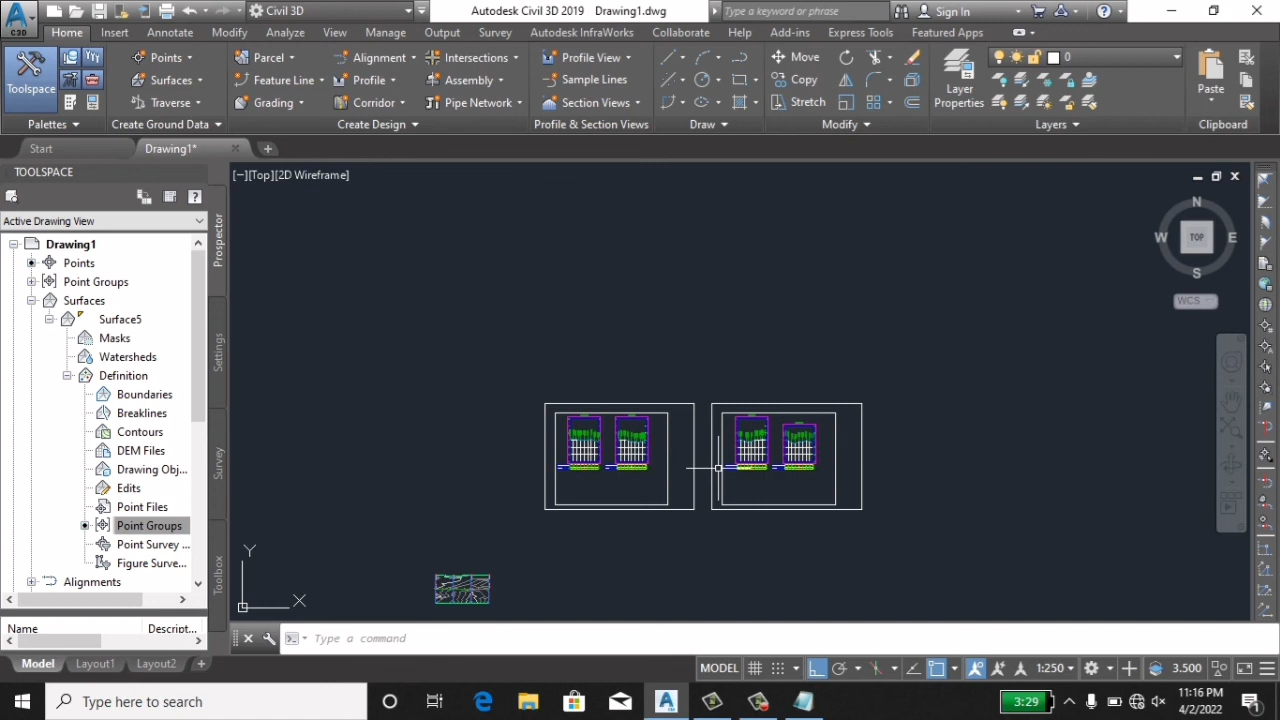 C3D
Civil 3D
Autodesk Civil 3D 2019 Drawing1.dwg
Type a keyword or phrase
Sign In
Home Insert Annotate Modify Analyze View Manage Output Survey Autodesk InfraWorks Collaborate Help Add-ins Express Tools Featured Apps
Points Parcel Alignment Intersections Profile View Move 0
Toolspace Surfaces Feature Line Profile Assembly Sample Lines Copy Layer Properties Paste
Traverse Grading Corridor Pipe Network Section Views Stretch
Palettes Create Ground Data Create Design Profile & Section Views Draw Modify Layers Clipboard
Start Drawing1*
TOOLSPACE
[−][Top][2D Wireframe]
Active Drawing View
Prospector
Settings
Survey
Toolbox
Drawing1
Points
Point Groups
Surfaces
Surface5
Masks
Watersheds
Definition
Boundaries
Breaklines
Contours
DEM Files
Drawing Obj...
Edits
Point Files
Point Groups
Point Survey ...
Figure Surve...
Alignments
Name Descript...
N
W TOP E
S
WCS
Y
X
Type a command
Model Layout1 Layout2
MODEL 1:250 3.500
Type here to search
3:29
11:16 PM
4/2/2022
1